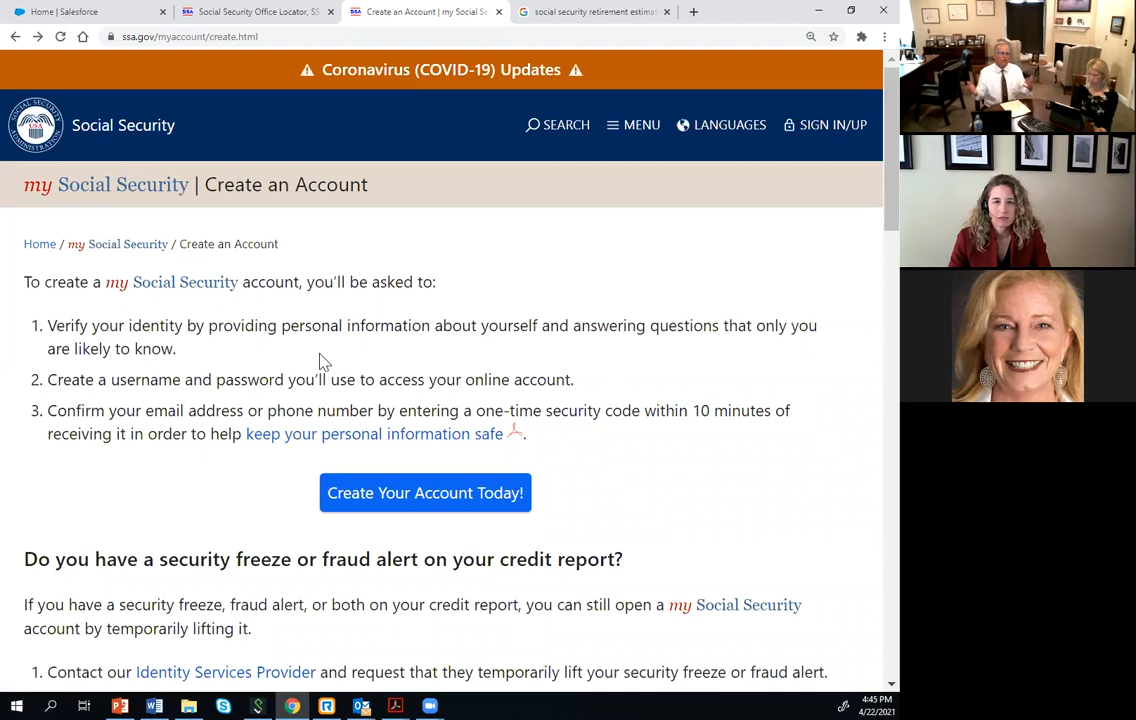 Home | Salesforce
Social Security Office Locator, SS
Create an Account | my Social Se
social security retirement estimat
ssa.gov/myaccount/create.html
Coronavirus (COVID-19) Updates
Social Security
SEARCH
MENU
LANGUAGES
SIGN IN/UP
my Social Security | Create an Account
Home / my Social Security / Create an Account
To create a my Social Security account, you'll be asked to:
1. Verify your identity by providing personal information about yourself and answering questions that only you
are likely to know.
2. Create a username and password you'll use to access your online account.
3. Confirm your email address or phone number by entering a one-time security code within 10 minutes of
receiving it in order to help keep your personal information safe.
Create Your Account Today!
Do you have a security freeze or fraud alert on your credit report?
If you have a security freeze, fraud alert, or both on your credit report, you can still open a my Social Security
account by temporarily lifting it.
1. Contact our Identity Services Provider and request that they temporarily lift your security freeze or fraud alert.
4:45 PM
4/22/2021